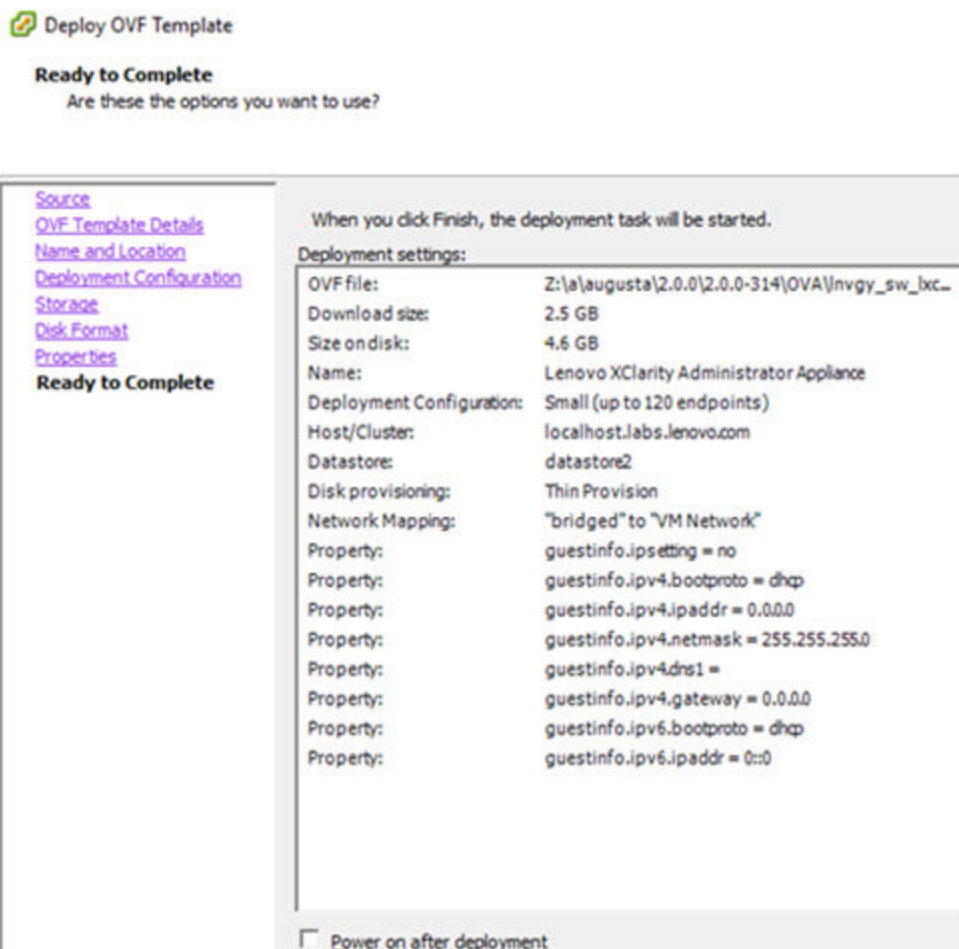 Deploy OVF Template
Ready to Complete
Are these the options you want to use?
Source
OVF Template Details
Name and Location
Deployment Configuration
Storage
Disk Format
Properties
Ready to Complete
When you click Finish, the deployment task will be started.
Deployment settings:
OVF file: Z:\a\augusta\2.0.0\2.0.0-314\OVA\lnvgy_sw_lxc...
Download size: 2.5 GB
Size on disk: 4.6 GB
Name: Lenovo XClarity Administrator Appliance
Deployment Configuration: Small (up to 120 endpoints)
Host/Cluster: localhost.labs.lenovo.com
Datastore: datastore2
Disk provisioning: Thin Provision
Network Mapping: "bridged" to "VM Network"
Property: guestinfo.ipsetting = no
Property: guestinfo.ipv4.bootproto = dhcp
Property: guestinfo.ipv4.ipaddr = 0.0.0.0
Property: guestinfo.ipv4.netmask = 255.255.255.0
Property: guestinfo.ipv4.dns1 =
Property: guestinfo.ipv4.gateway = 0.0.0.0
Property: guestinfo.ipv6.bootproto = dhcp
Property: guestinfo.ipv6.ipaddr = 0::0
Power on after deployment